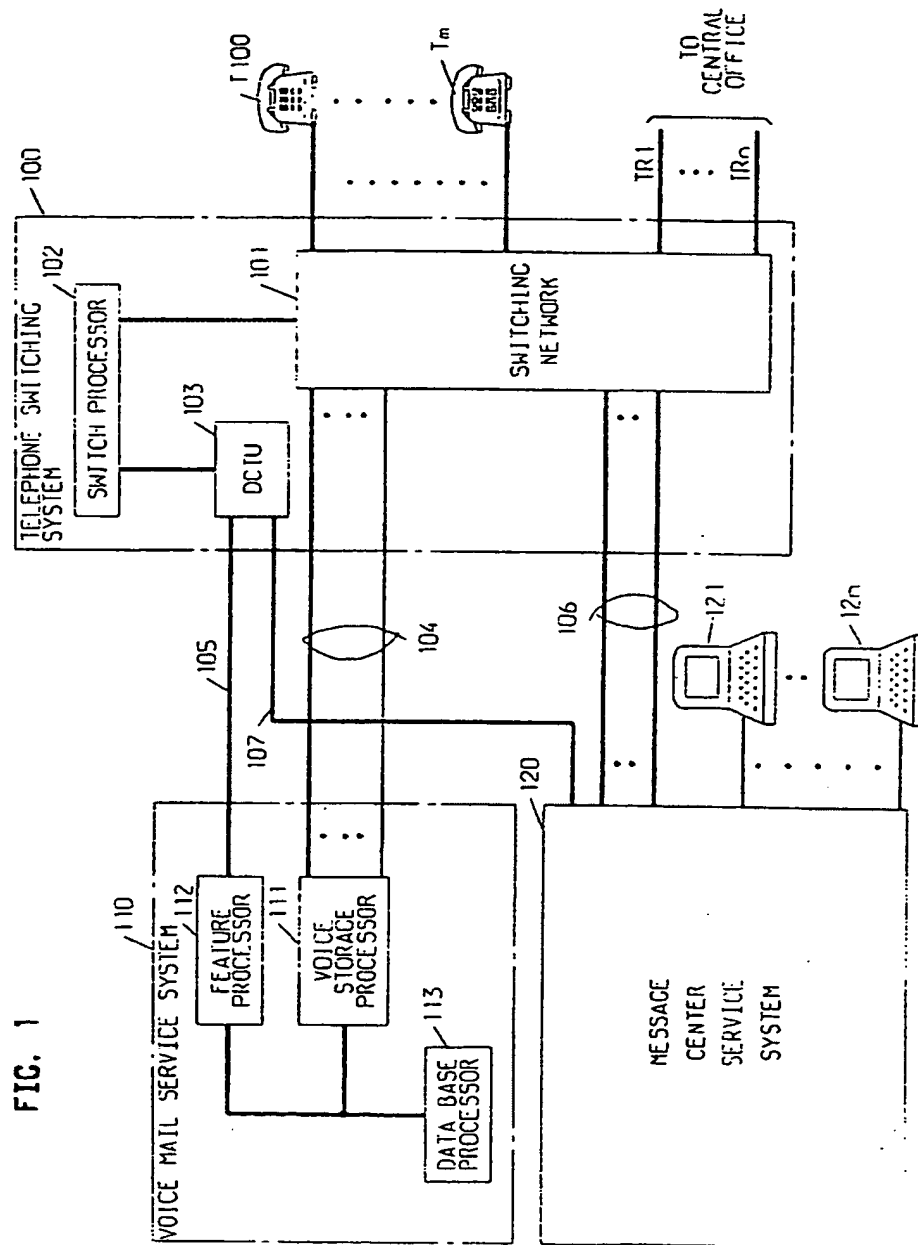 FIG. 1
TELEPHONE SWITCHING
SYSTEM
100
102
SWITCH PROCESSOR
103
DCIU
101
SWITCHING
NETWORK
T100
Tm
TR1
TRn
TO
CENTRAL
OFFICE
105
107
104
106
110
VOICE MAIL SERVICE SYSTEM
112
FEATURE
PROCESSOR
111
VOICE
STORAGE
PROCESSOR
113
DATA BASE
PROCESSOR
120
MESSAGE
CENTER
SERVICE
SYSTEM
121
12n